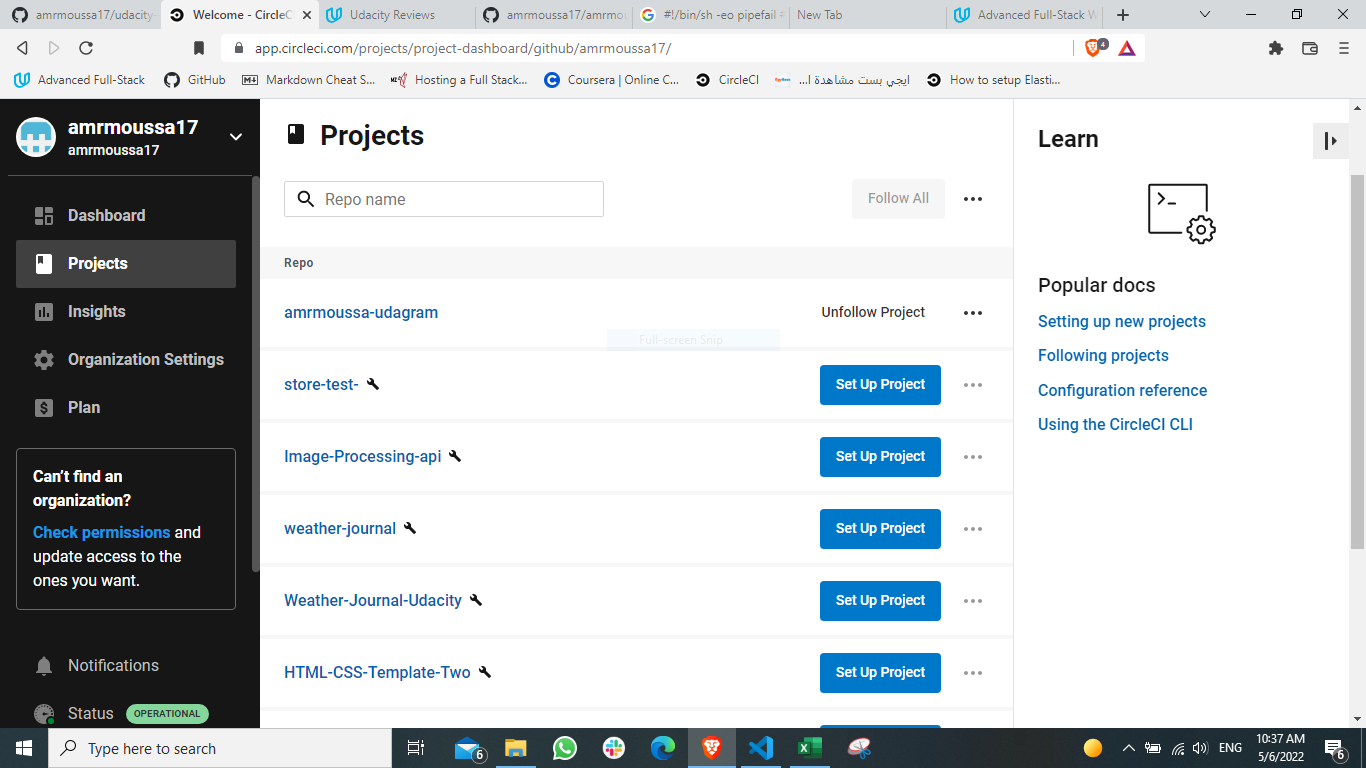 amrmoussa17/udacity-
Welcome - CircleC
Udacity Reviews
amrmoussa17/amrmou
#!/bin/sh -eo pipefail #
New Tab
Advanced Full-Stack W
app.circleci.com/projects/project-dashboard/github/amrmoussa17/
4
Advanced Full-Stack
GitHub
Markdown Cheat S...
Hosting a Full Stack...
Coursera | Online C...
CircleCI
ايجي بست مشاهدة ا...
How to setup Elasti...
amrmoussa17
amrmoussa17
Dashboard
Projects
Insights
Organization Settings
Plan
Can't find an
organization?
Check permissions and
update access to the
ones you want.
Notifications
Status OPERATIONAL
Projects
Repo name
Follow All
Repo
amrmoussa-udagram
Unfollow Project
Full-screen Snip
store-test-
Set Up Project
Image-Processing-api
Set Up Project
weather-journal
Set Up Project
Weather-Journal-Udacity
Set Up Project
HTML-CSS-Template-Two
Set Up Project
Learn
Popular docs
Setting up new projects
Following projects
Configuration reference
Using the CircleCI CLI
Type here to search
6
ENG
10:37 AM
5/6/2022
6